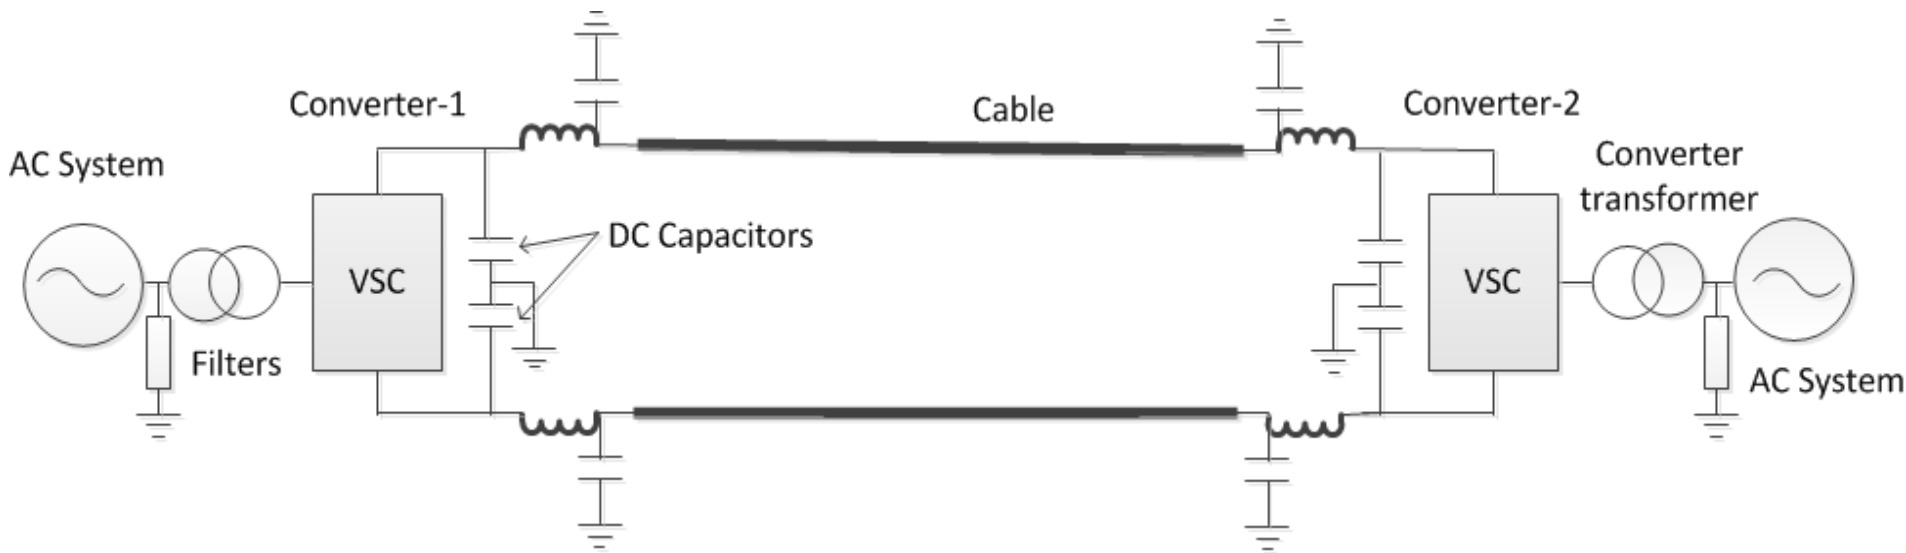 Converter-1
Cable
Converter-2
AC System
Converter
transformer
DC Capacitors
VSC
VSC
Filters
AC System